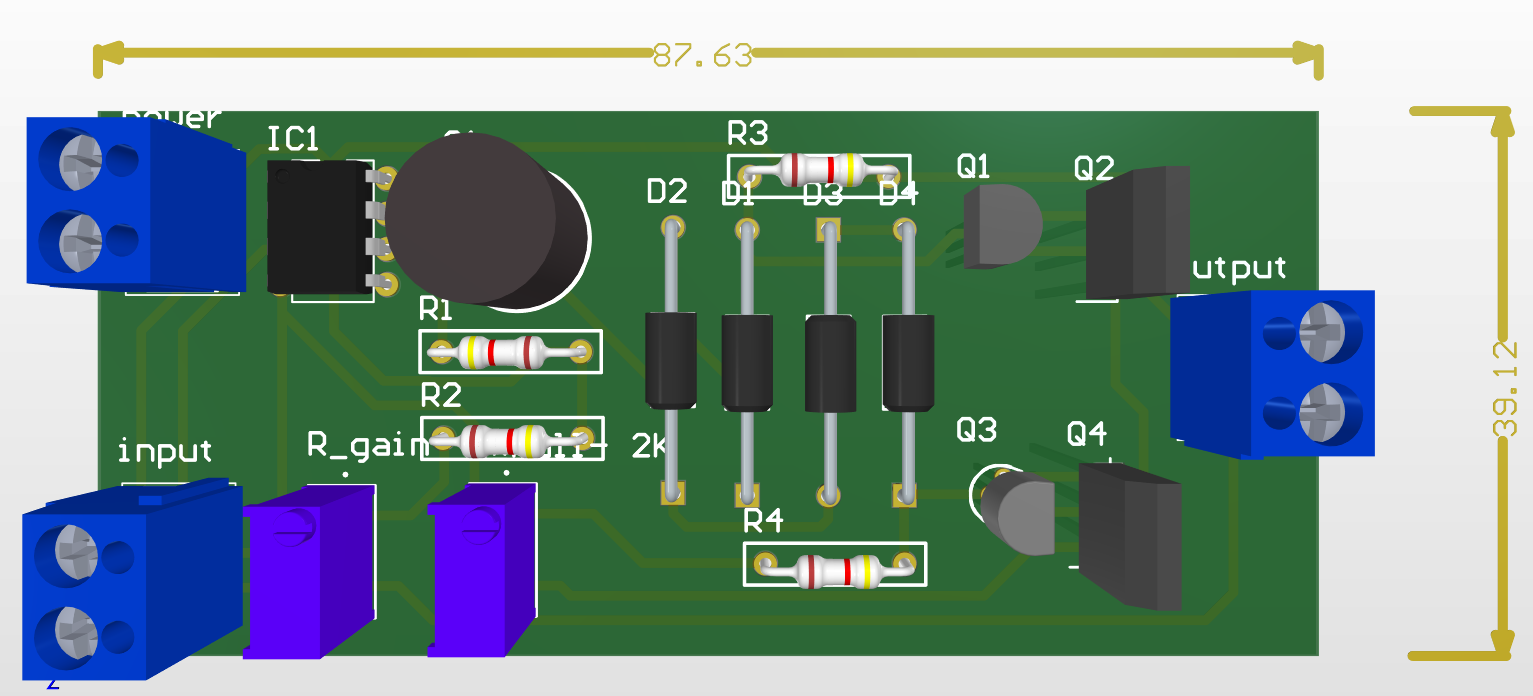 87.63
power
IC1
R3
Q1
Q2
D2
D1
D3
D4
utput
R1
39.12
R2
Q3
Q4
input
R_gain
2K
R4
2